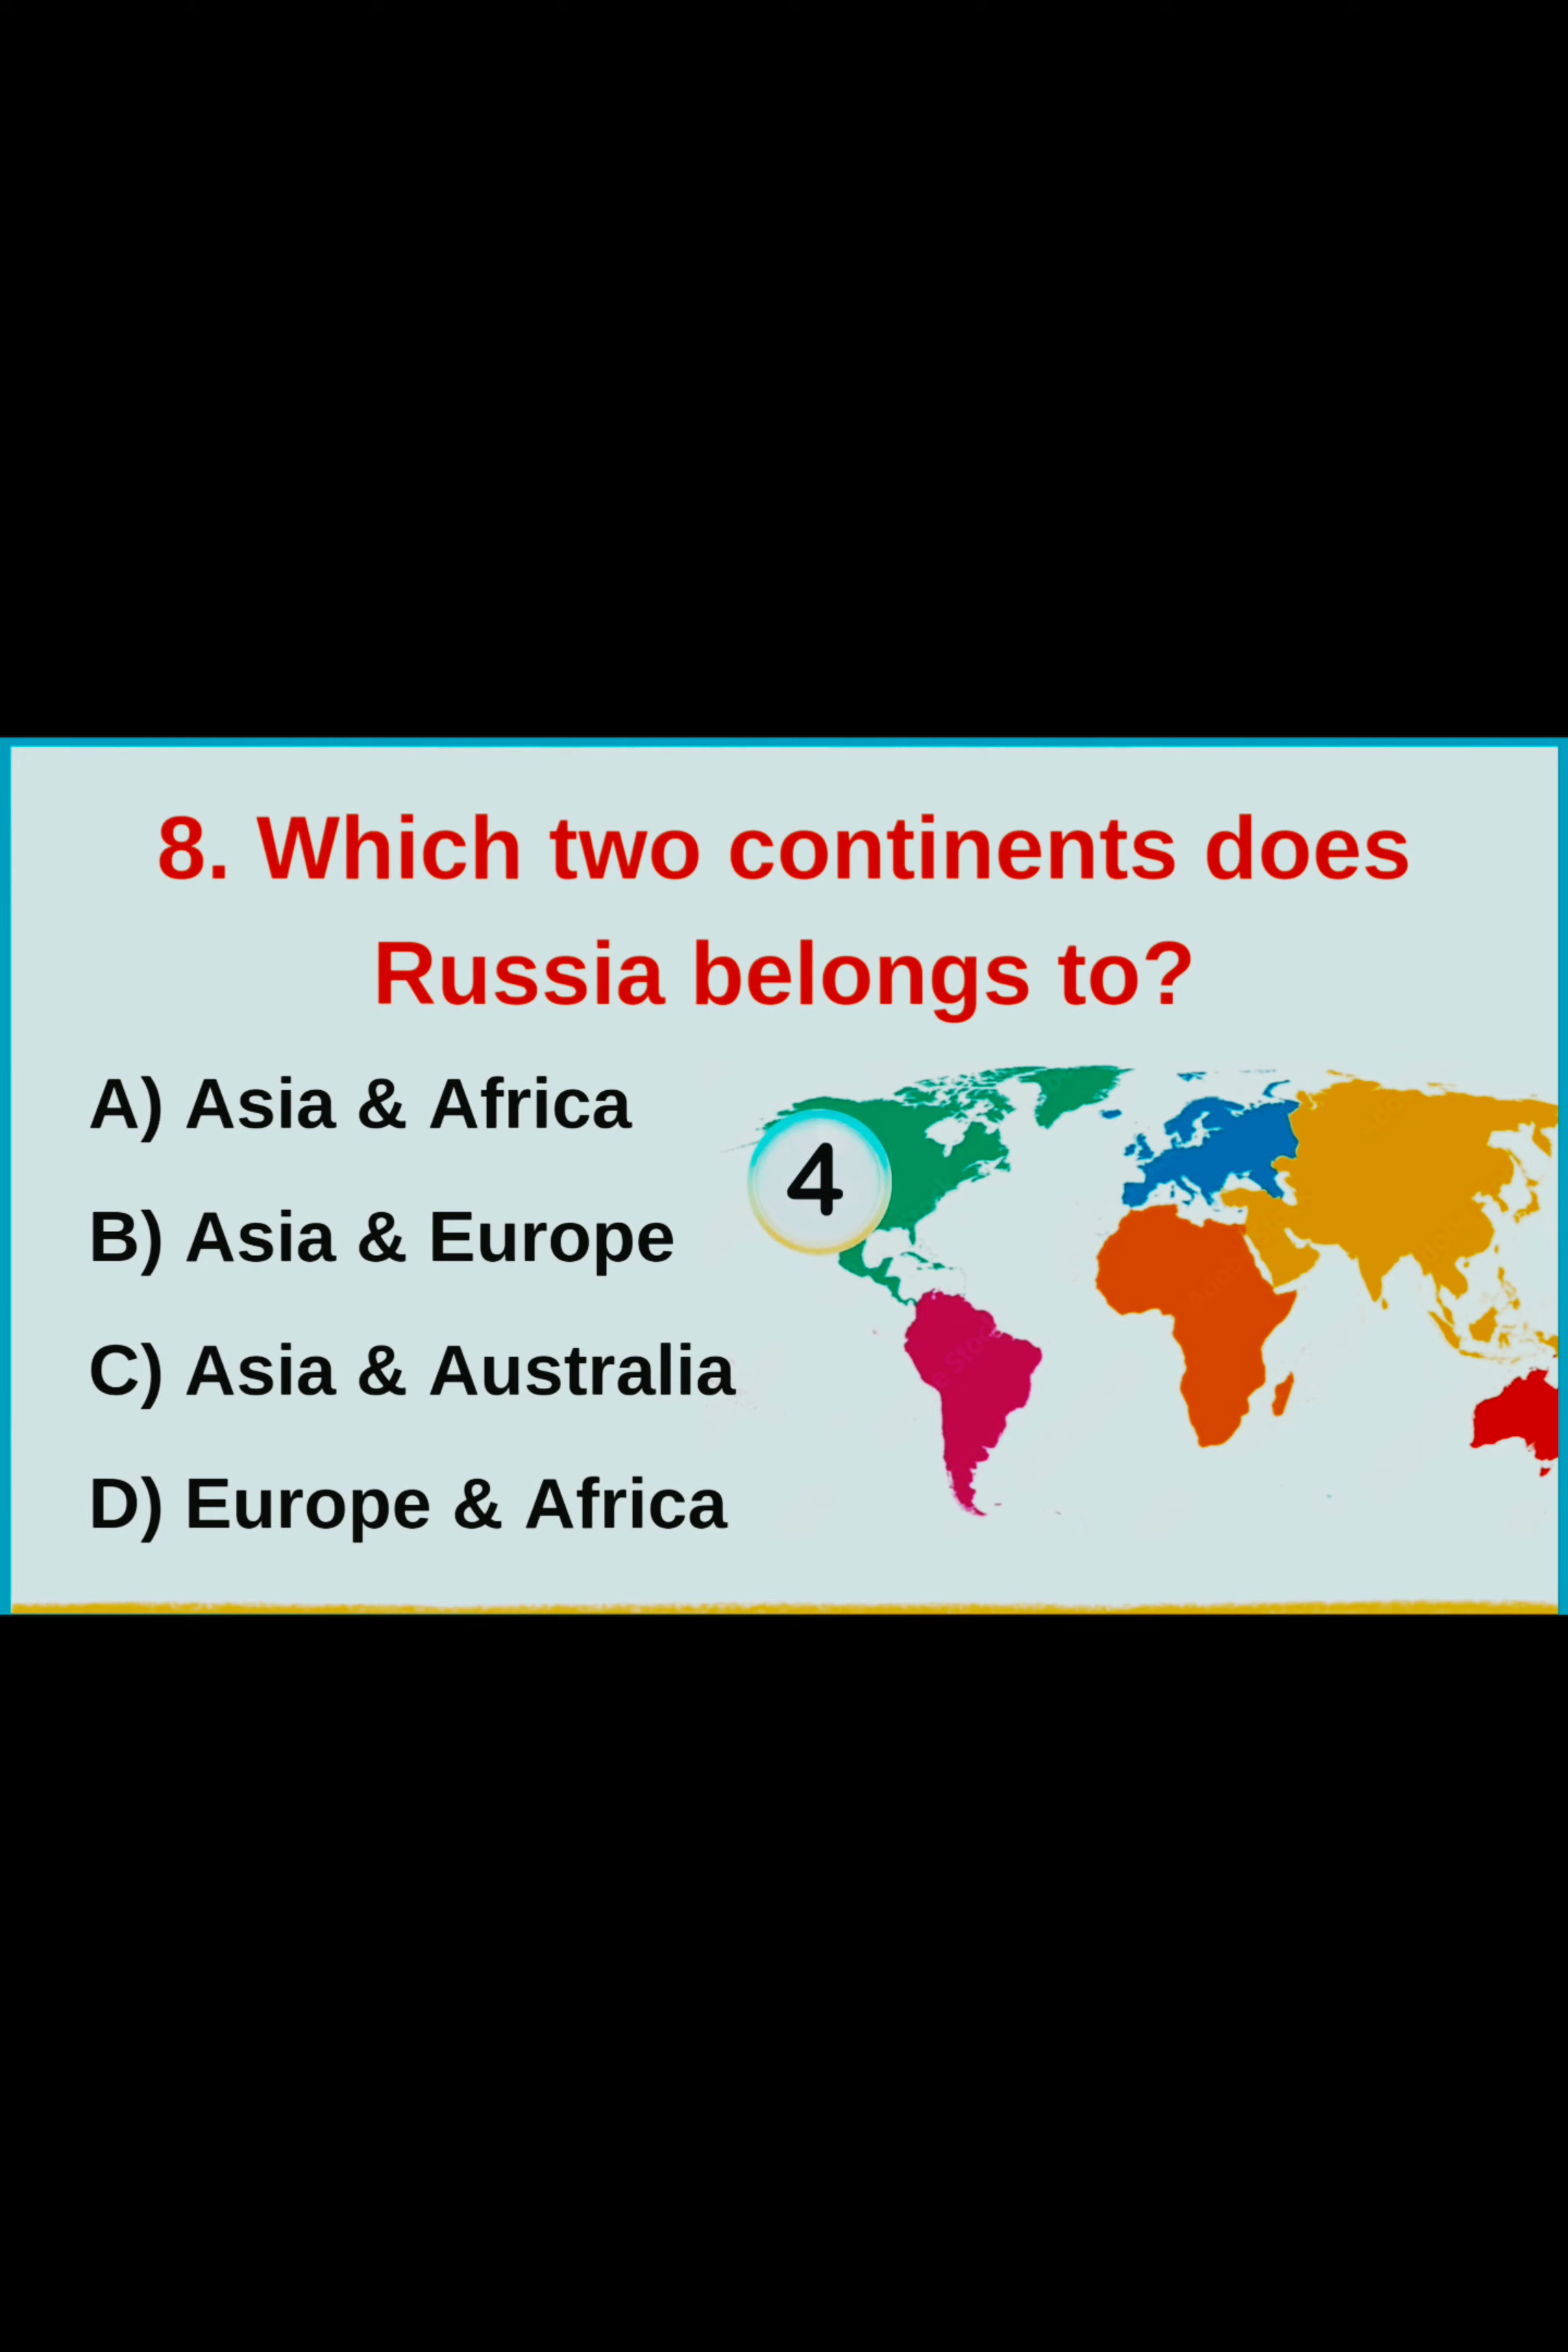 8. Which two continents does
Russia belongs to?
A) Asia & Africa
B) Asia & Europe
C) Asia & Australia
D) Europe & Africa
4